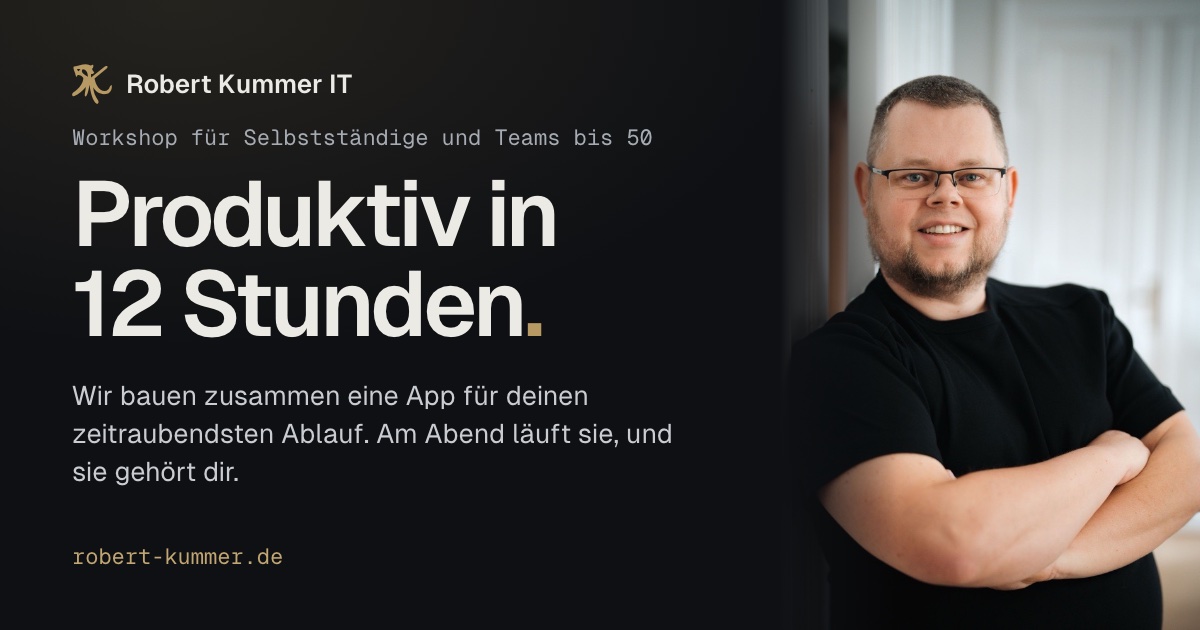 Robert Kummer IT
Workshop für Selbstständige und Teams bis 50
Produktiv in
12 Stunden.
Wir bauen zusammen eine App für deinen
zeitraubendsten Ablauf. Am Abend läuft sie, und
sie gehört dir.
robert-kummer.de